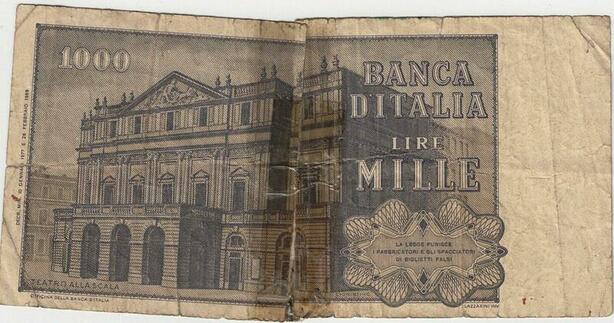 1000
BANCA
D'ITALIA
LIRE
MILLE
LA LEGGE PUNISCE
I FABBRICATORI E GLI SPACCIATORI
DI BIGLIETTI FALSI
TEATRO ALLA SCALA
OFFICINA DELLA BANCA D'ITALIA